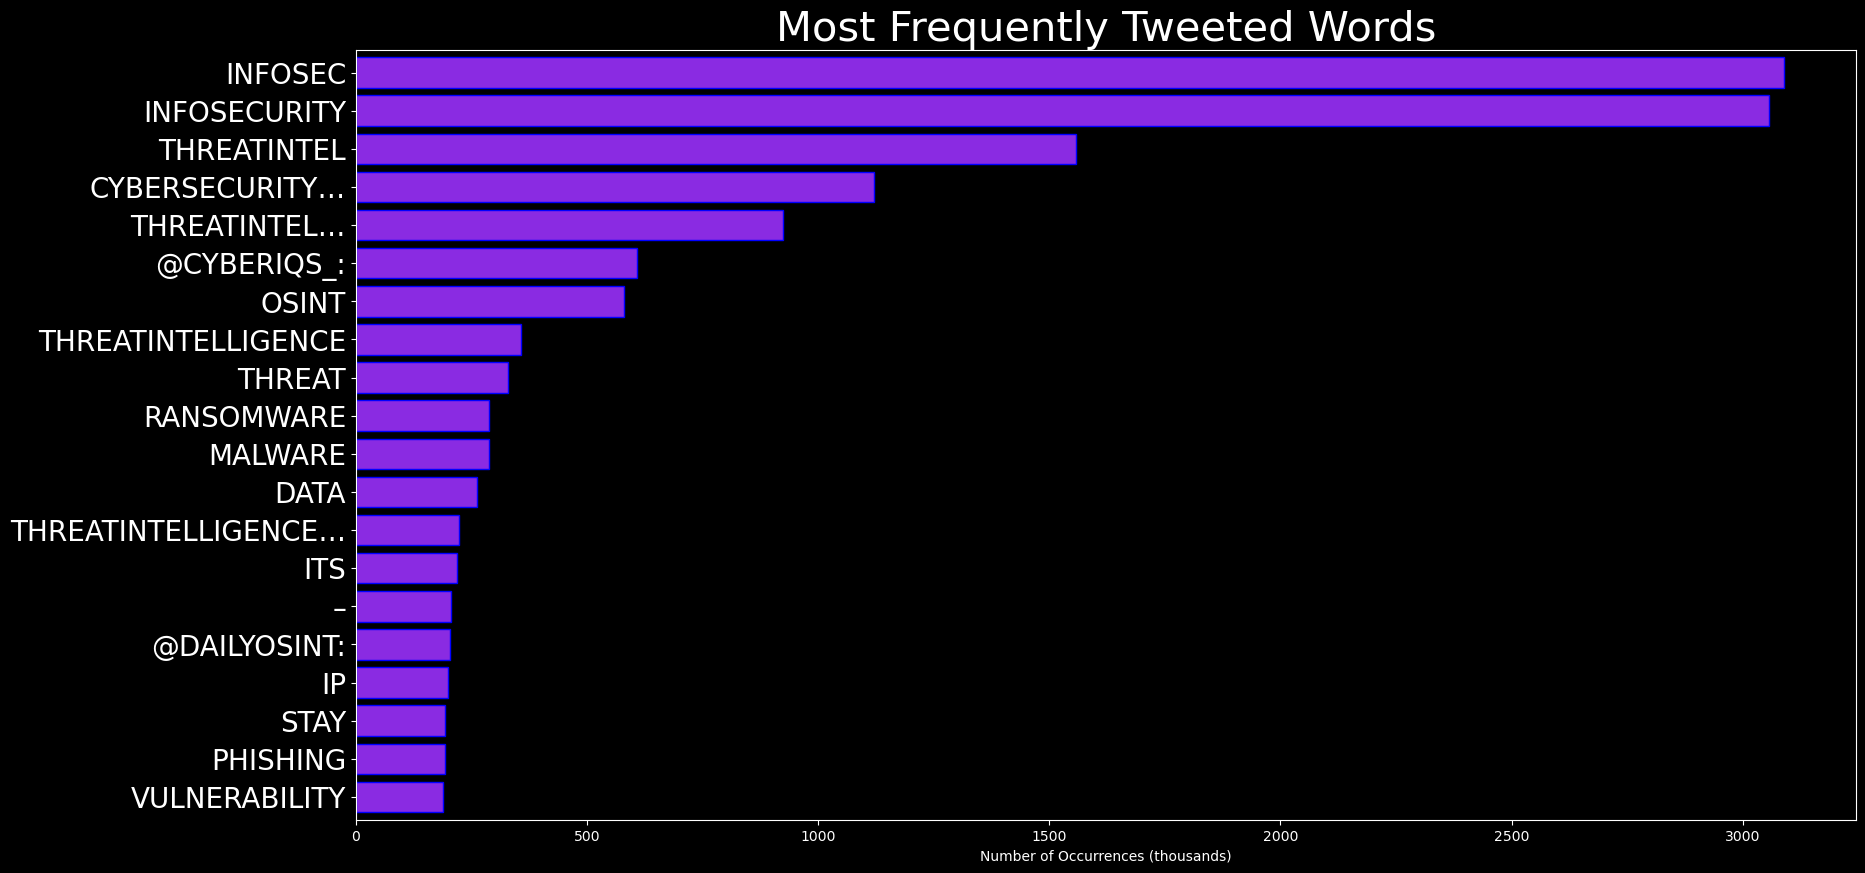 Most Frequently Tweeted Words
INFOSEC
INFOSECURITY
THREATINTEL
CYBERSECURITY…
THREATINTEL…
@CYBERIQS_:
OSINT
THREATINTELLIGENCE
THREAT
RANSOMWARE
MALWARE
DATA
THREATINTELLIGENCE…
ITS
–
@DAILYOSINT:
IP
STAY
PHISHING
VULNERABILITY
0 500 1000 1500 2000 2500 3000
Number of Occurrences (thousands)